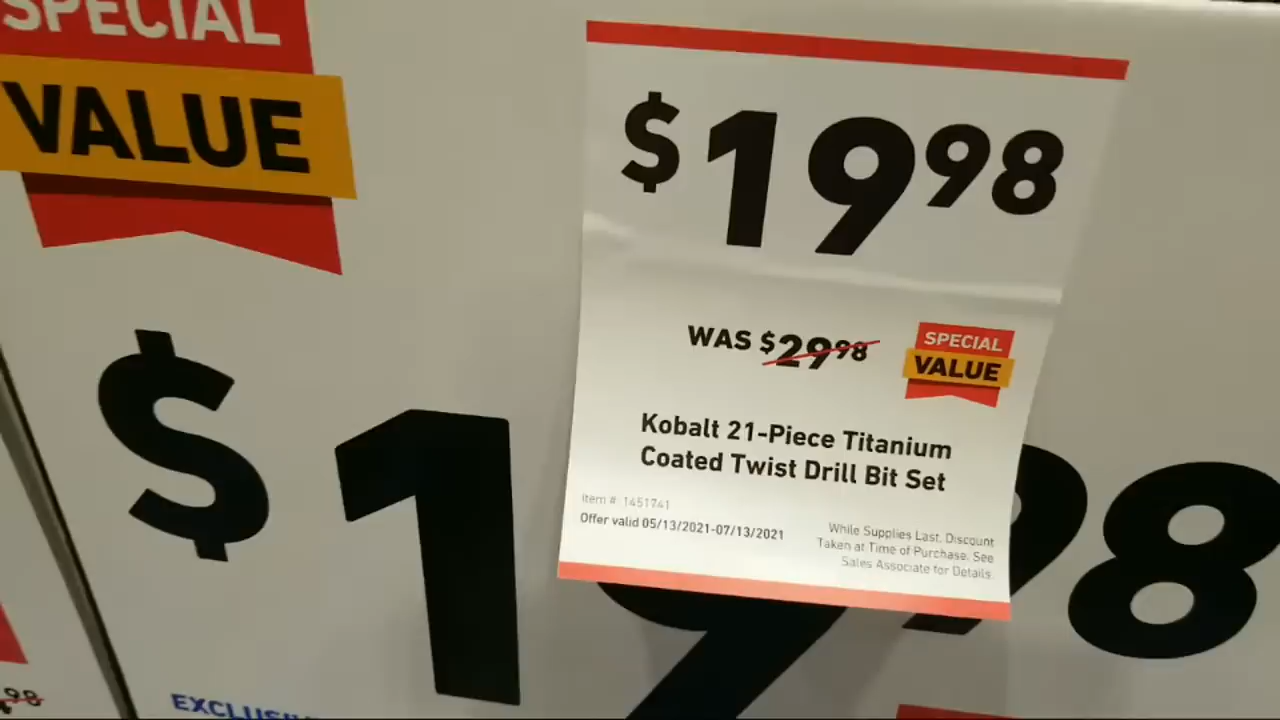 SPECIAL
VALUE
$1998
WAS $2998
SPECIAL
VALUE
Kobalt 21-Piece Titanium
Coated Twist Drill Bit Set
Item #: 1451741
Offer valid 05/13/2021-07/13/2021
While Supplies Last. Discount
Taken at Time of Purchase. See
Sales Associate for Details.
$1998
98